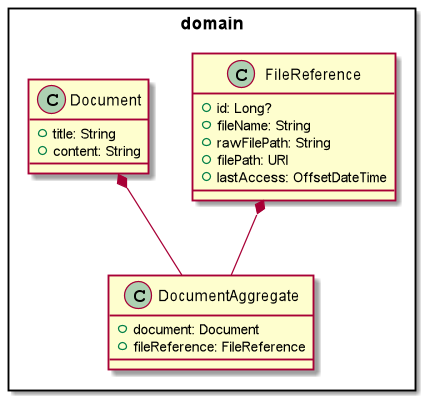 domain
C Document
title: String
content: String
C FileReference
id: Long?
fileName: String
rawFilePath: String
filePath: URI
lastAccess: OffsetDateTime
C DocumentAggregate
document: Document
fileReference: FileReference